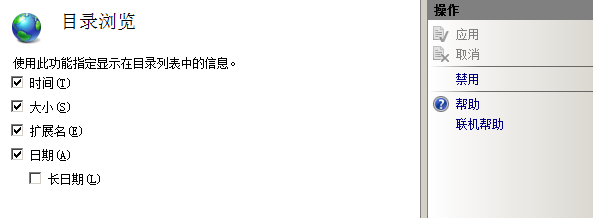 目录浏览
使用此功能指定显示在目录列表中的信息。
时间(T)
大小(S)
扩展名(E)
日期(A)
长日期(L)
操作
应用
取消
禁用
帮助
联机帮助